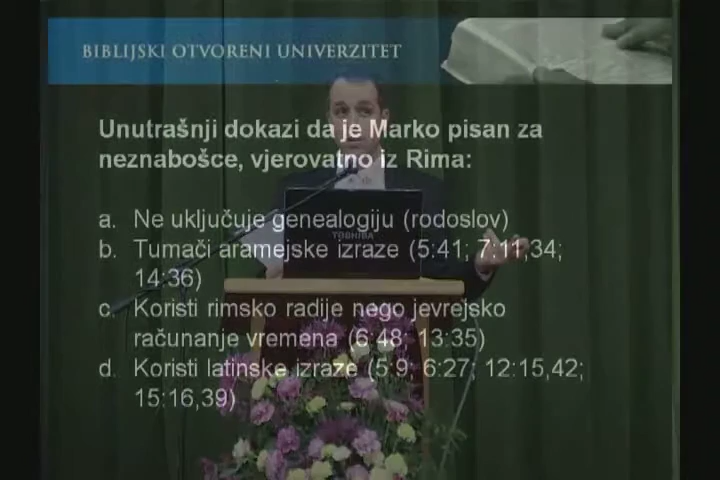 BIBLIJSKI OTVORENI UNIVERZITET
Unutrašnji dokazi da je Marko pisan za
neznabošce, vjerovatno iz Rima:
a. Ne uključuje genealogiju (rodoslov)
TOSHIBA
b. Tumači aramejske izraze (5:41; 7:11,34;
14:36)
c. Koristi rimsko radije nego jevrejsko
računanje vremena (6:48; 13:35)
d. Koristi latinske izraze (5:9; 6:27; 12:15,42;
15:16,39)